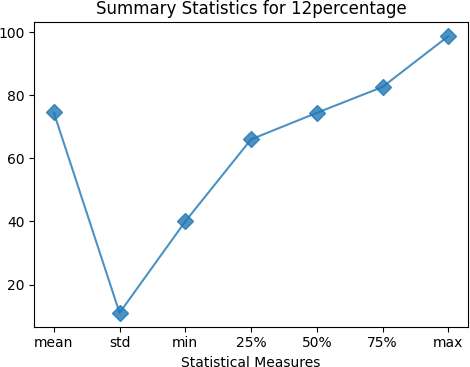 Summary Statistics for 12percentage
100
80
60
40
20
mean std min 25% 50% 75% max
Statistical Measures